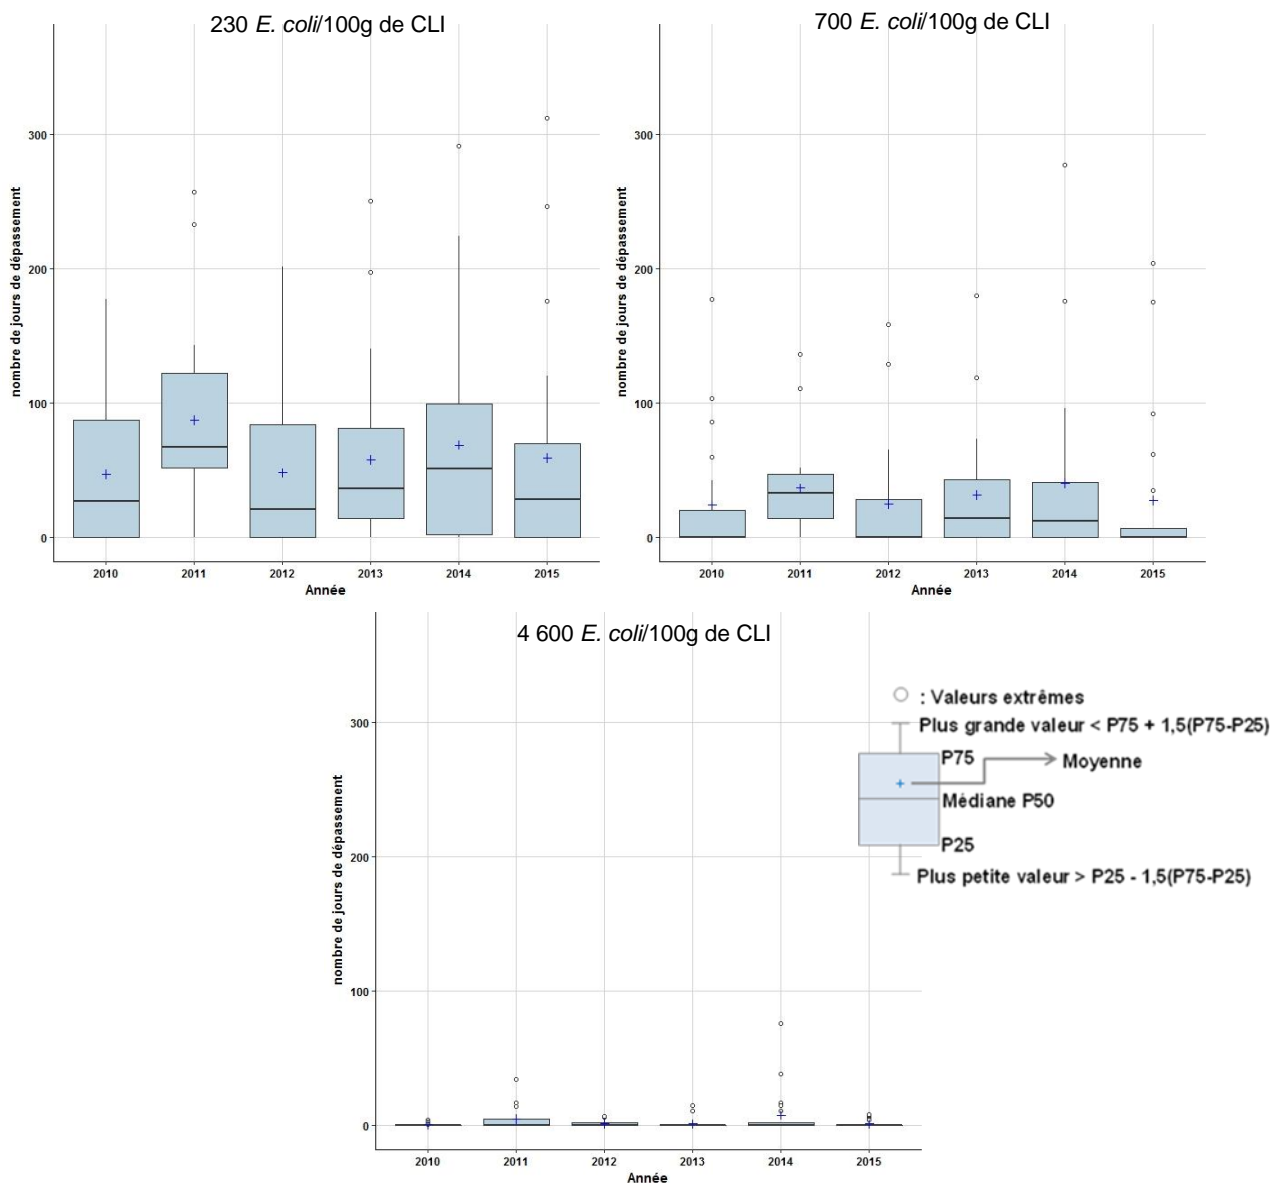 230 E. coli/100g de CLI
nombre de jours de dépassement
300
200
100
0
2010 2011 2012 2013 2014 2015
Année
700 E. coli/100g de CLI
nombre de jours de dépassement
300
200
100
0
2010 2011 2012 2013 2014 2015
Année
4 600 E. coli/100g de CLI
nombre de jours de dépassement
300
200
100
0
2010 2011 2012 2013 2014 2015
Année
: Valeurs extrêmes
Plus grande valeur < P75 + 1,5(P75-P25)
P75
Moyenne
Médiane P50
P25
Plus petite valeur > P25 - 1,5(P75-P25)